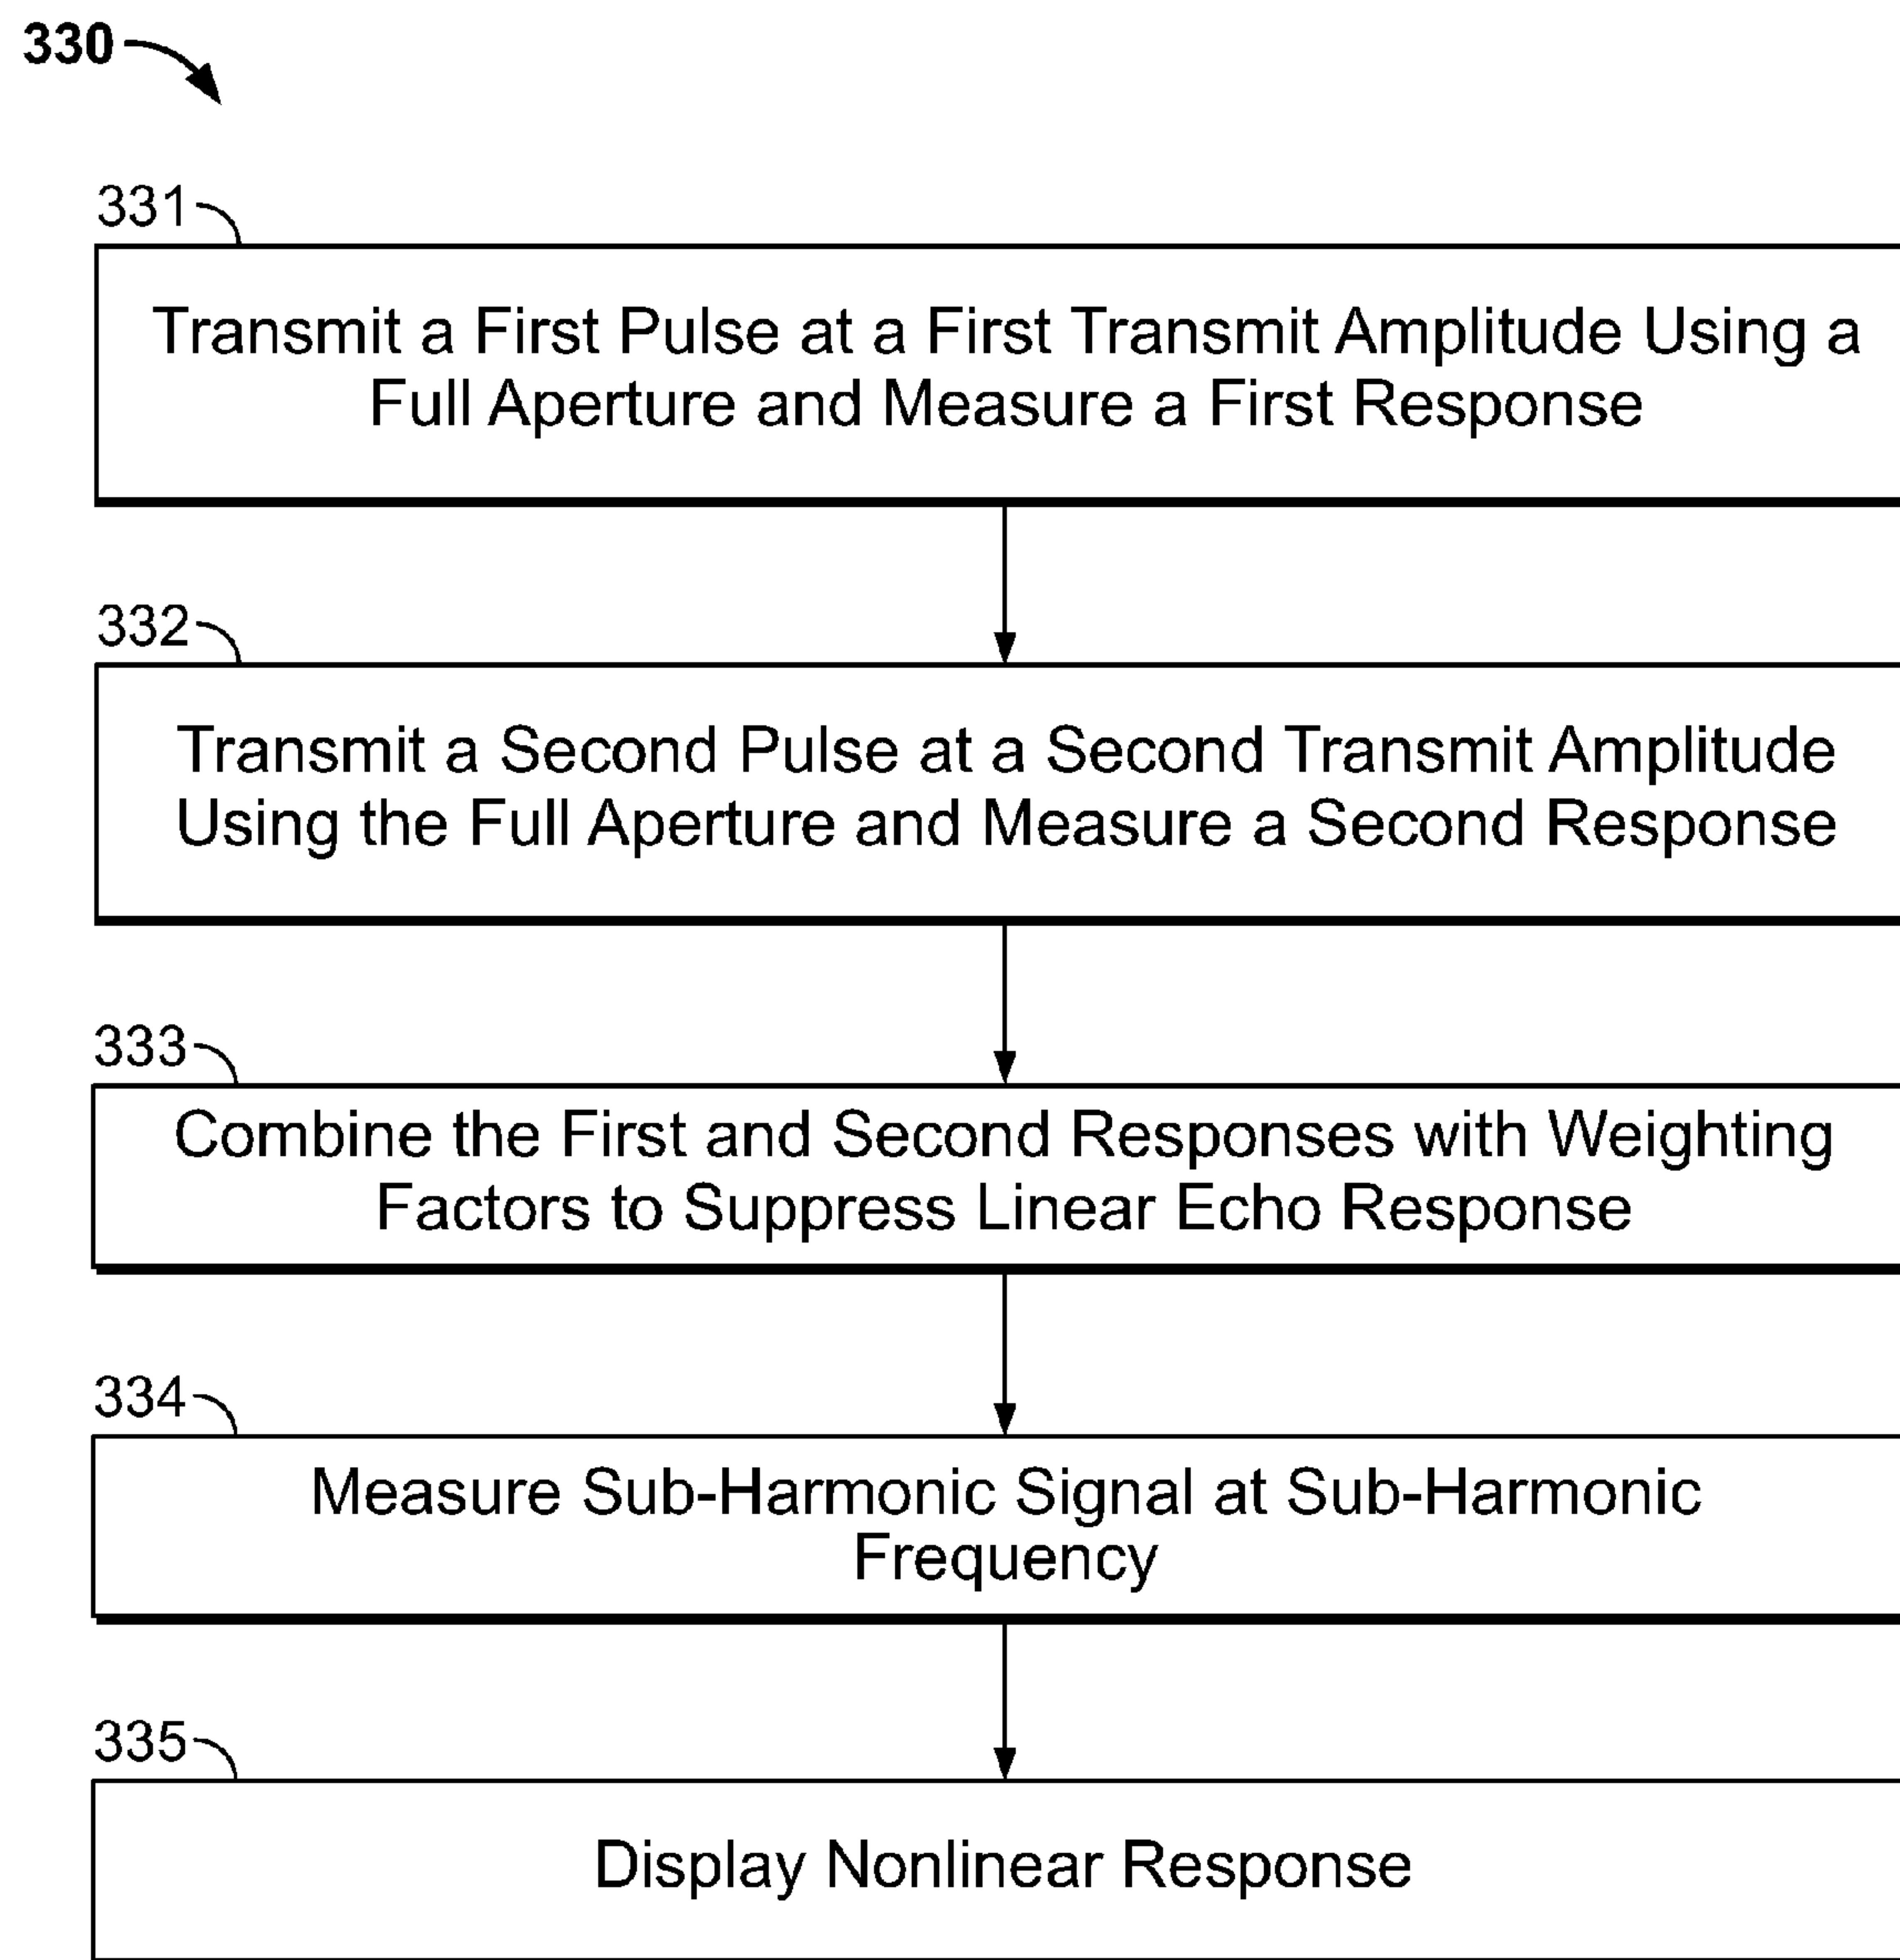 330
331
Transmit a First Pulse at a First Transmit Amplitude Using a
Full Aperture and Measure a First Response
332
Transmit a Second Pulse at a Second Transmit Amplitude
Using the Full Aperture and Measure a Second Response
333
Combine the First and Second Responses with Weighting
Factors to Suppress Linear Echo Response
334
Measure Sub-Harmonic Signal at Sub-Harmonic
Frequency
335
Display Nonlinear Response